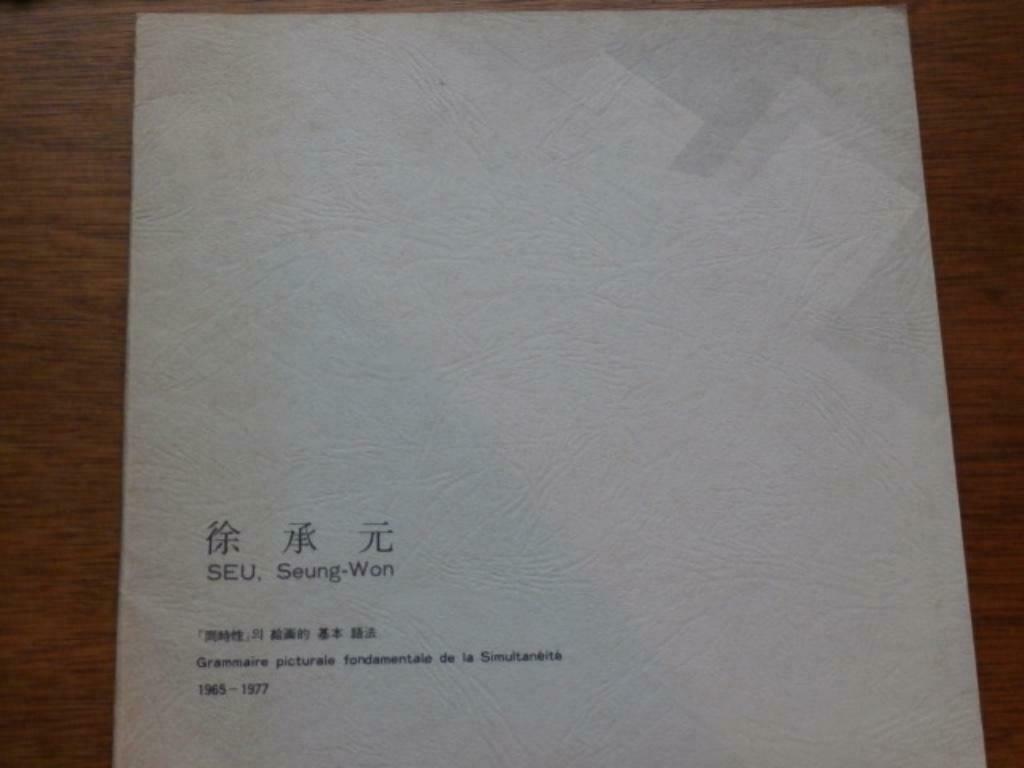 徐 承 元
SEU, Seung-Won
「同時性」의 絵画的 基本 語法
Grammaire picturale fondamentale de la Simultanèitè
1965-1977